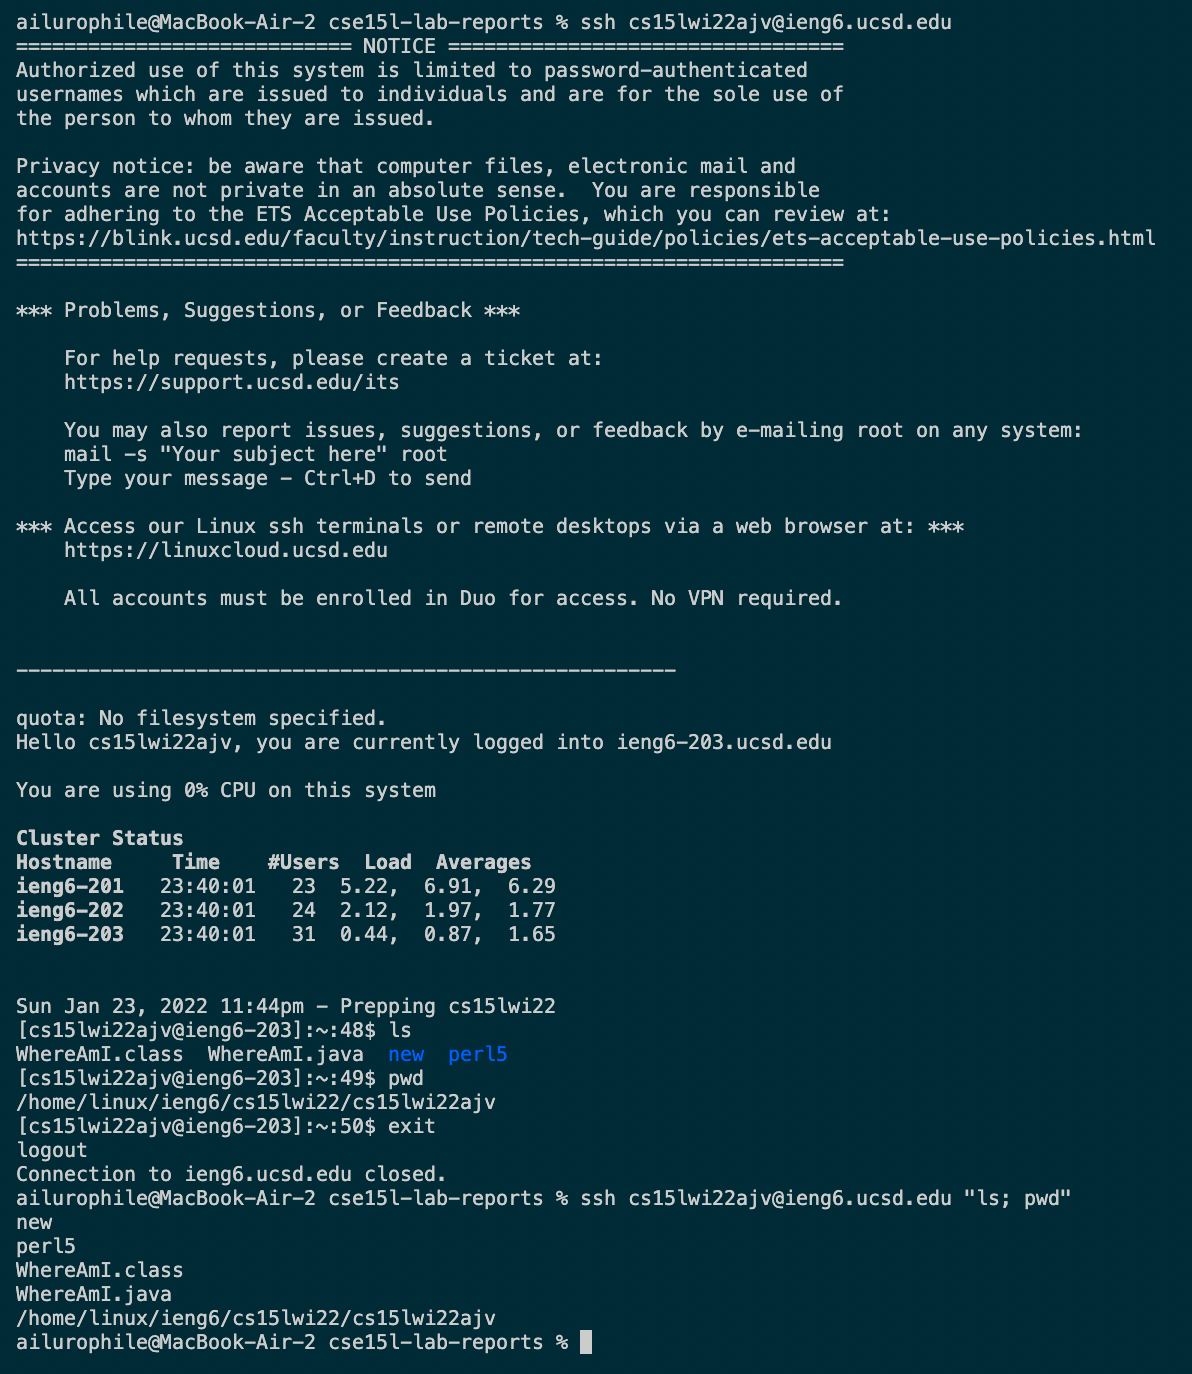 ailurophile@MacBook-Air-2 cse15l-lab-reports % ssh cs15lwi22ajv@ieng6.ucsd.edu
============================ NOTICE =================================
Authorized use of this system is limited to password-authenticated
usernames which are issued to individuals and are for the sole use of
the person to whom they are issued.

Privacy notice: be aware that computer files, electronic mail and
accounts are not private in an absolute sense.  You are responsible
for adhering to the ETS Acceptable Use Policies, which you can review at:
https://blink.ucsd.edu/faculty/instruction/tech-guide/policies/ets-acceptable-use-policies.html
=====================================================================

*** Problems, Suggestions, or Feedback ***

    For help requests, please create a ticket at:
    https://support.ucsd.edu/its

    You may also report issues, suggestions, or feedback by e-mailing root on any system:
    mail -s "Your subject here" root
    Type your message - Ctrl+D to send

*** Access our Linux ssh terminals or remote desktops via a web browser at: ***
    https://linuxcloud.ucsd.edu

    All accounts must be enrolled in Duo for access. No VPN required.

-------------------------------------------------------

quota: No filesystem specified.
Hello cs15lwi22ajv, you are currently logged into ieng6-203.ucsd.edu

You are using 0% CPU on this system

Cluster Status
Hostname     Time    #Users  Load  Averages
ieng6-201   23:40:01   23  5.22,  6.91,  6.29
ieng6-202   23:40:01   24  2.12,  1.97,  1.77
ieng6-203   23:40:01   31  0.44,  0.87,  1.65

Sun Jan 23, 2022 11:44pm - Prepping cs15lwi22
[cs15lwi22ajv@ieng6-203]:~:48$ ls
WhereAmI.class  WhereAmI.java  new  perl5
[cs15lwi22ajv@ieng6-203]:~:49$ pwd
/home/linux/ieng6/cs15lwi22/cs15lwi22ajv
[cs15lwi22ajv@ieng6-203]:~:50$ exit
logout
Connection to ieng6.ucsd.edu closed.
ailurophile@MacBook-Air-2 cse15l-lab-reports % ssh cs15lwi22ajv@ieng6.ucsd.edu "ls; pwd"
new
perl5
WhereAmI.class
WhereAmI.java
/home/linux/ieng6/cs15lwi22/cs15lwi22ajv
ailurophile@MacBook-Air-2 cse15l-lab-reports %